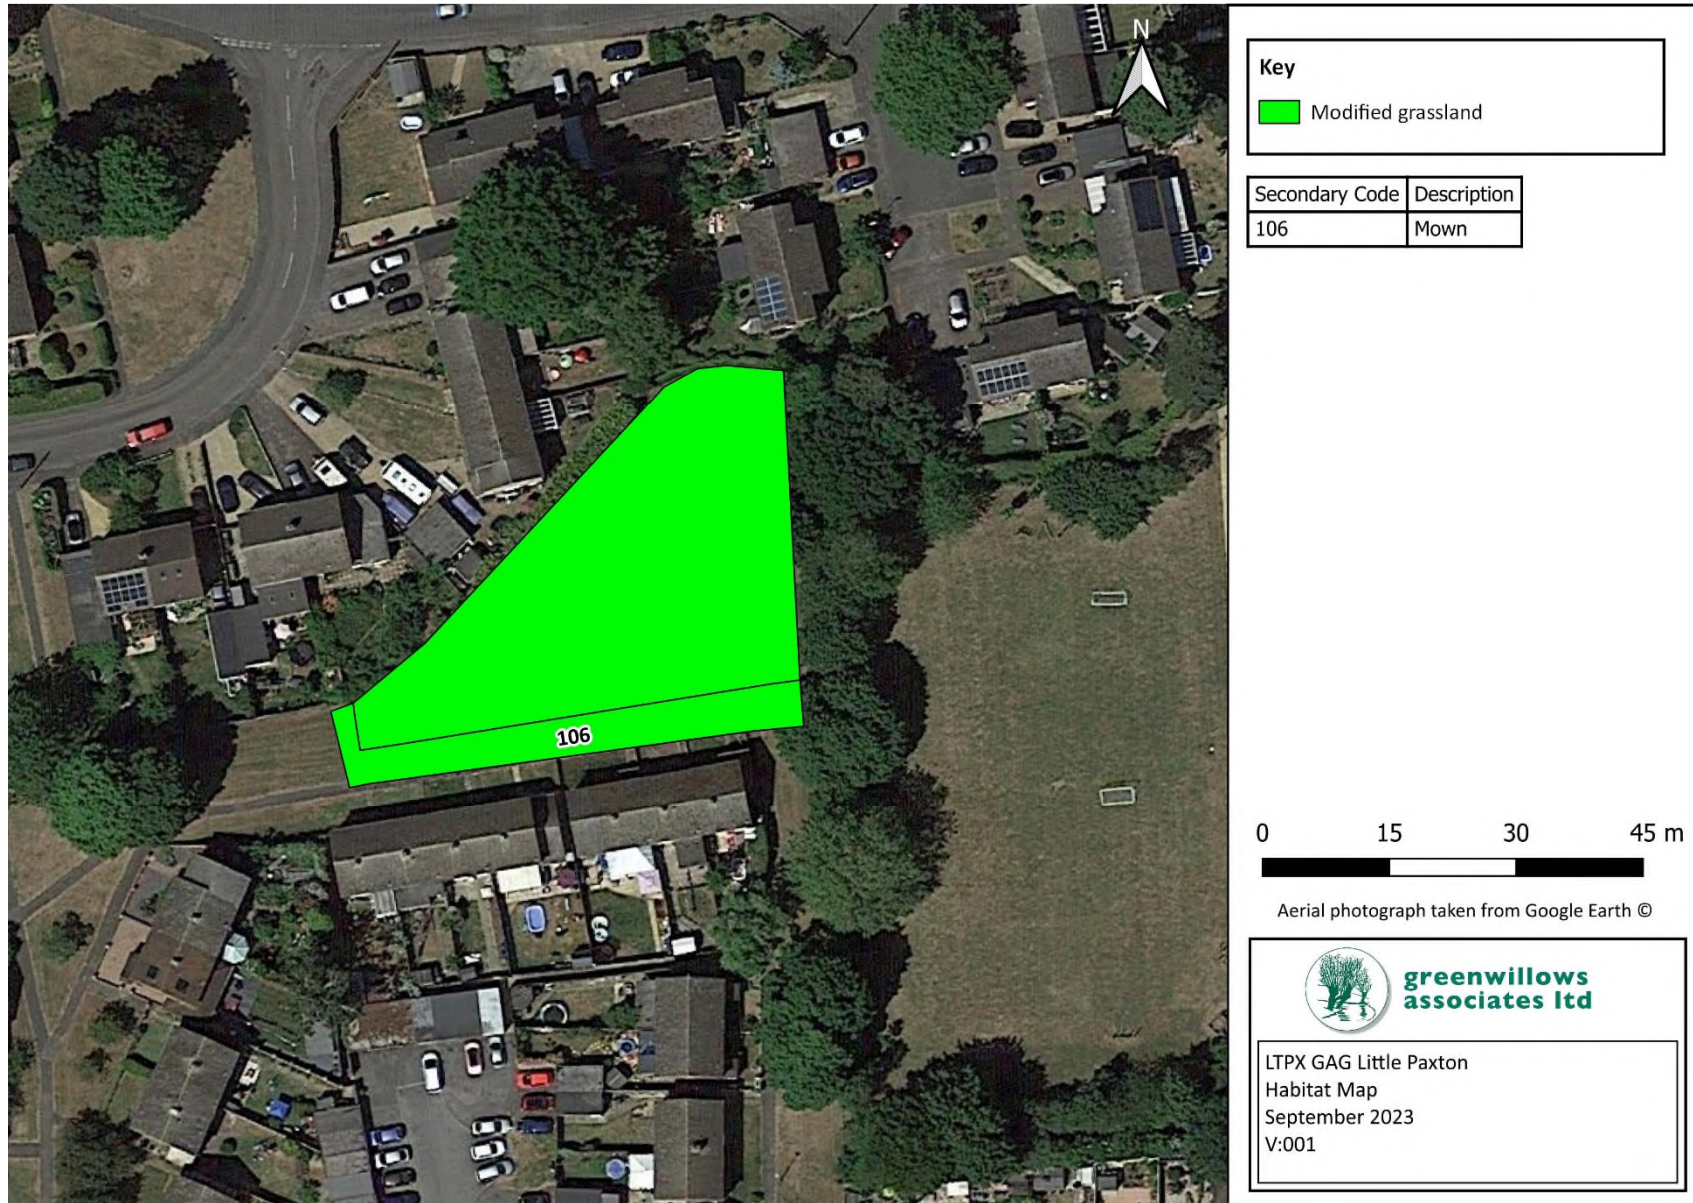 N
106
Key
Modified grassland
Secondary Code Description
106 Mown
0 15 30 45 m
Aerial photograph taken from Google Earth ©
greenwillows
associates ltd
LTPX GAG Little Paxton
Habitat Map
September 2023
V:001